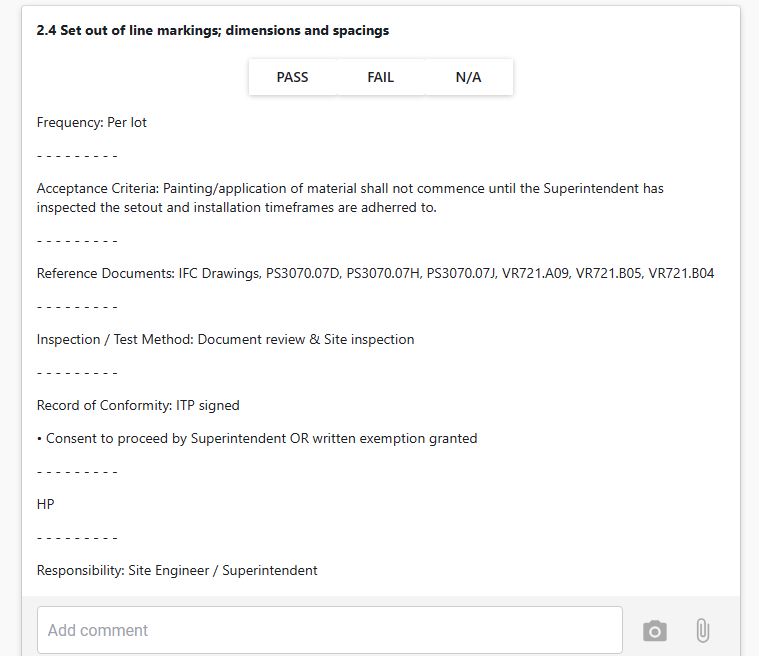 2.4 Set out of line markings; dimensions and spacings
PASS FAIL N/A
Frequency: Per lot
- - - - - - - - -
Acceptance Criteria: Painting/application of material shall not commence until the Superintendent has
inspected the setout and installation timeframes are adherred to.
- - - - - - - - -
Reference Documents: IFC Drawings, PS3070.07D, PS3070.07H, PS3070.07J, VR721.A09, VR721.B05, VR721.B04
- - - - - - - - -
Inspection / Test Method: Document review & Site inspection
- - - - - - - - -
Record of Conformity: ITP signed
• Consent to proceed by Superintendent OR written exemption granted
- - - - - - - - -
HP
- - - - - - - - -
Responsibility: Site Engineer / Superintendent
Add comment